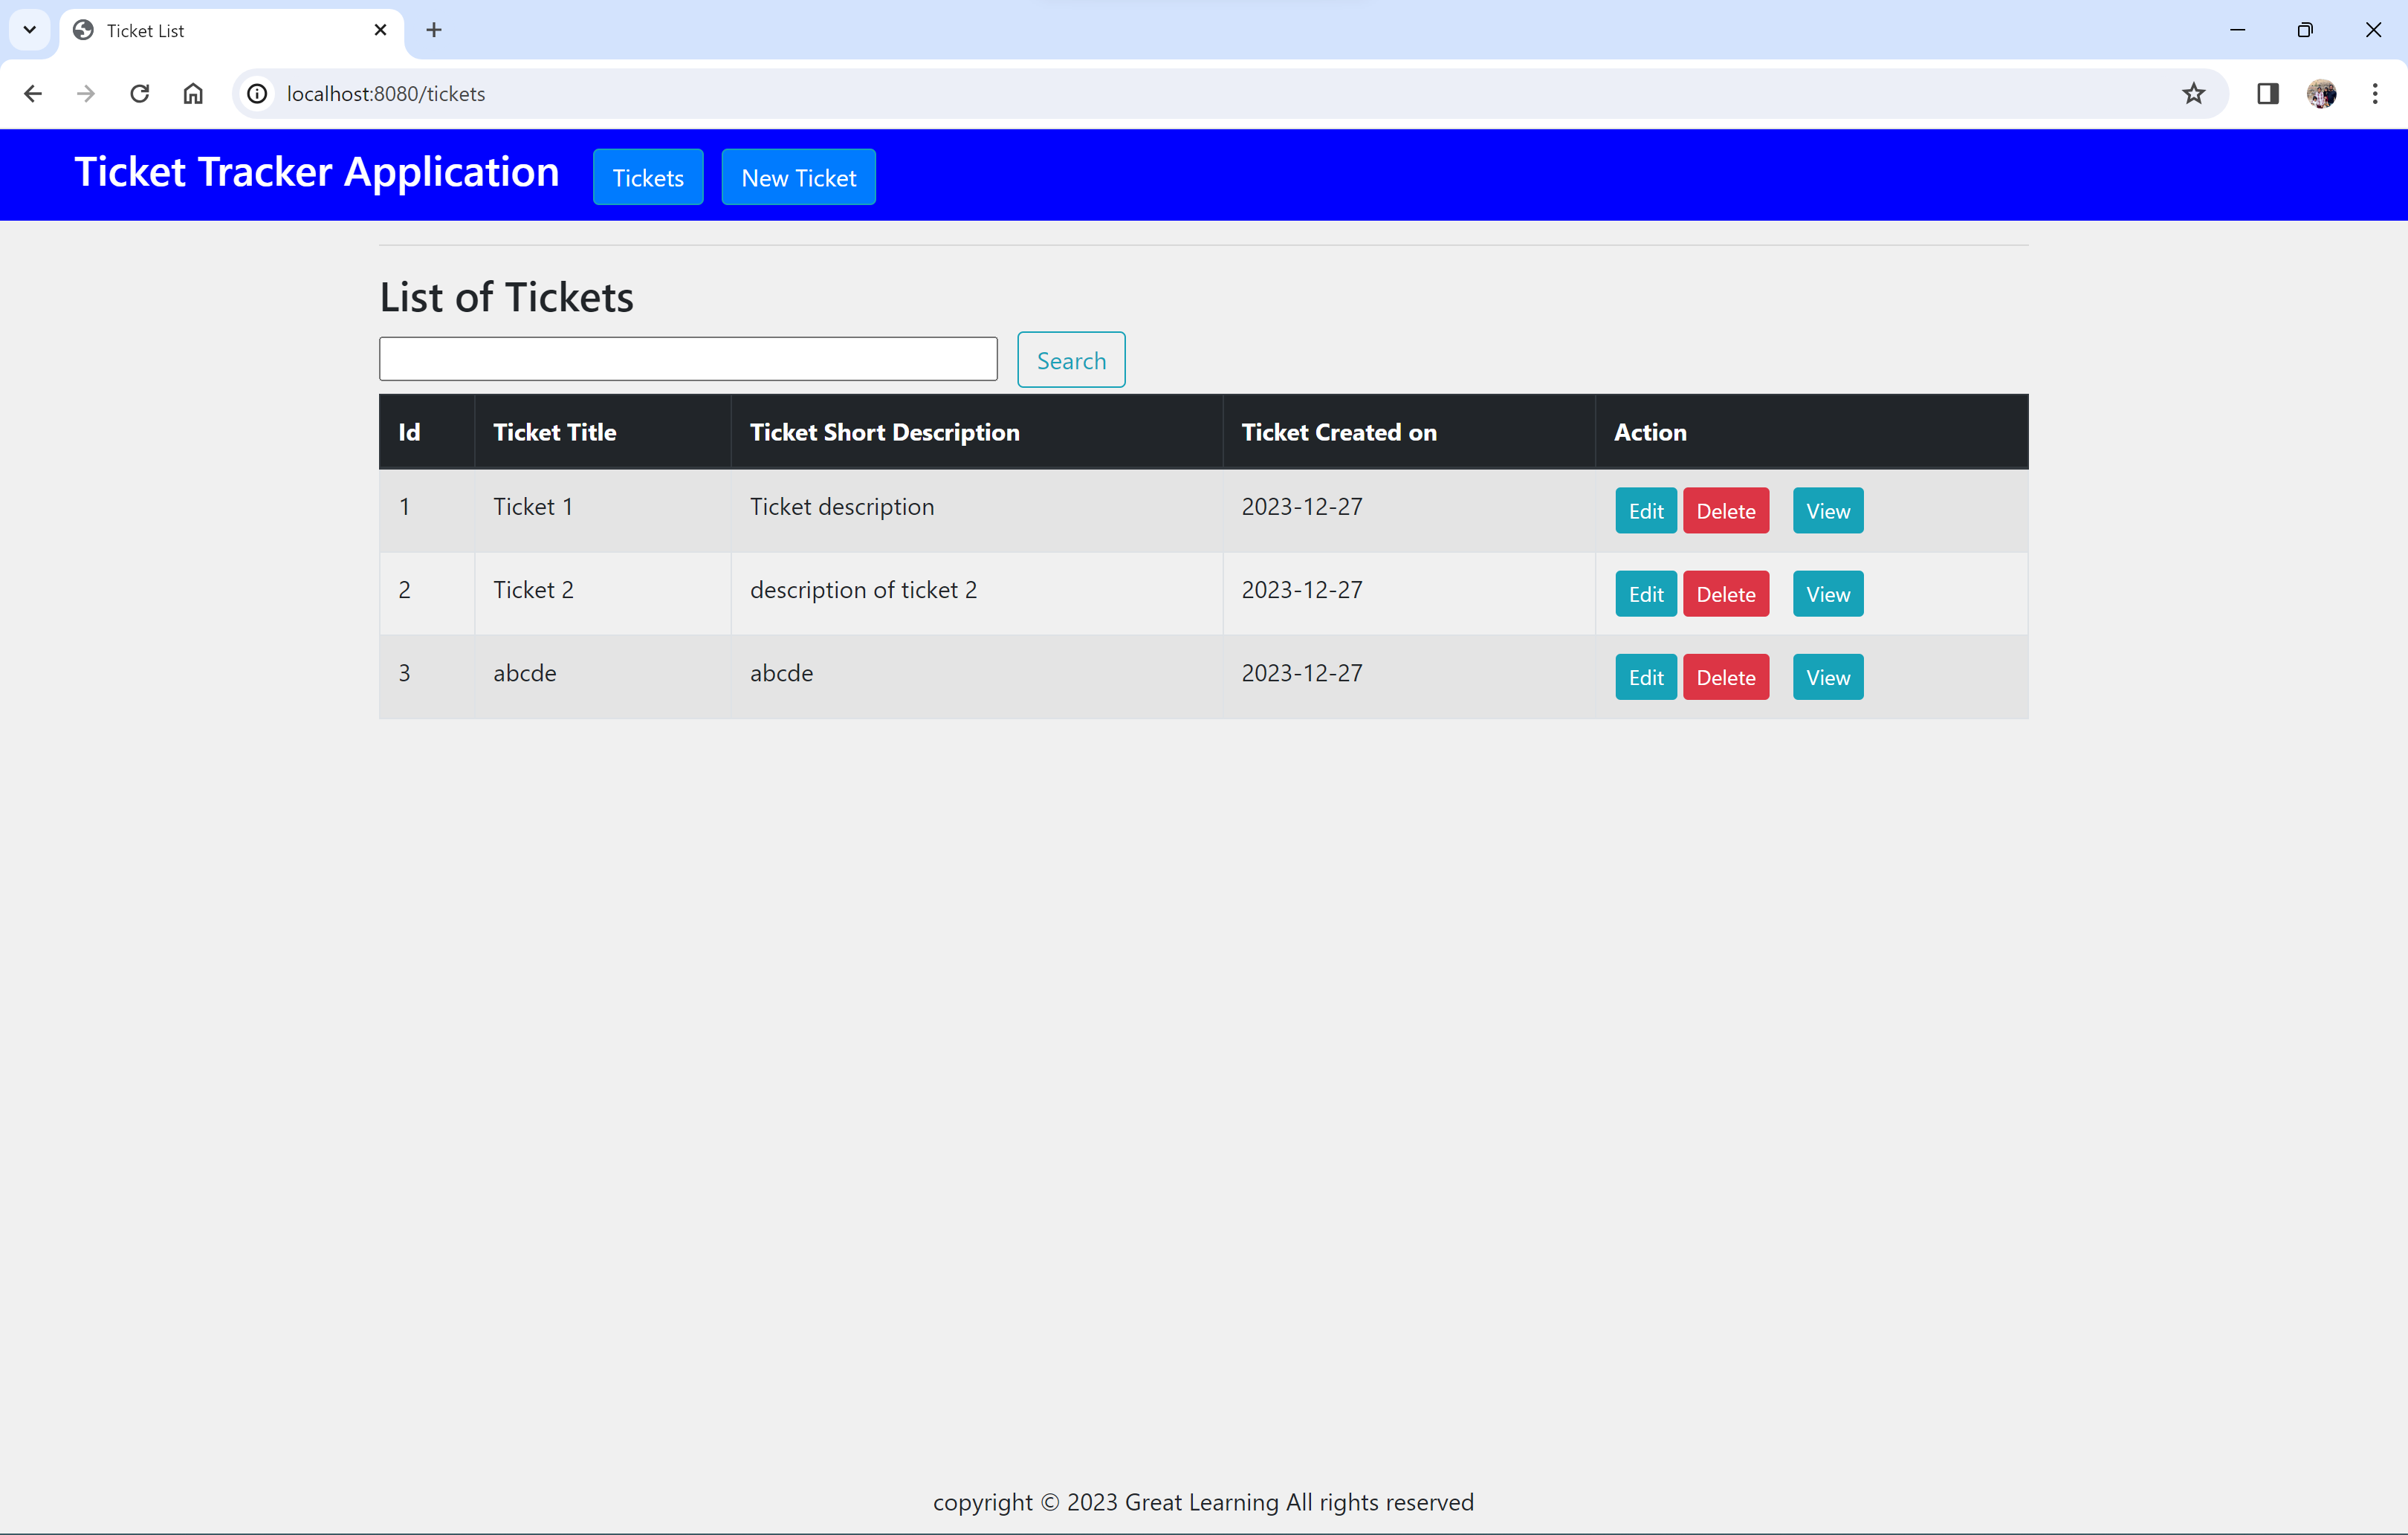 Ticket List
localhost:8080/tickets
Ticket Tracker Application Tickets New Ticket
List of Tickets
Search
Id Ticket Title Ticket Short Description Ticket Created on Action
1 Ticket 1 Ticket description 2023-12-27 Edit Delete View
2 Ticket 2 description of ticket 2 2023-12-27 Edit Delete View
3 abcde abcde 2023-12-27 Edit Delete View
copyright © 2023 Great Learning All rights reserved